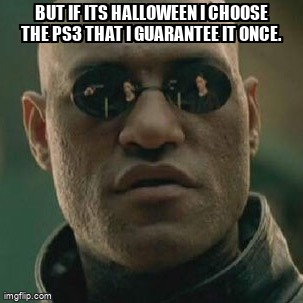 BUT IF ITS HALLOWEEN I CHOOSE
THE PS3 THAT I GUARANTEE IT ONCE.
imgflip.com